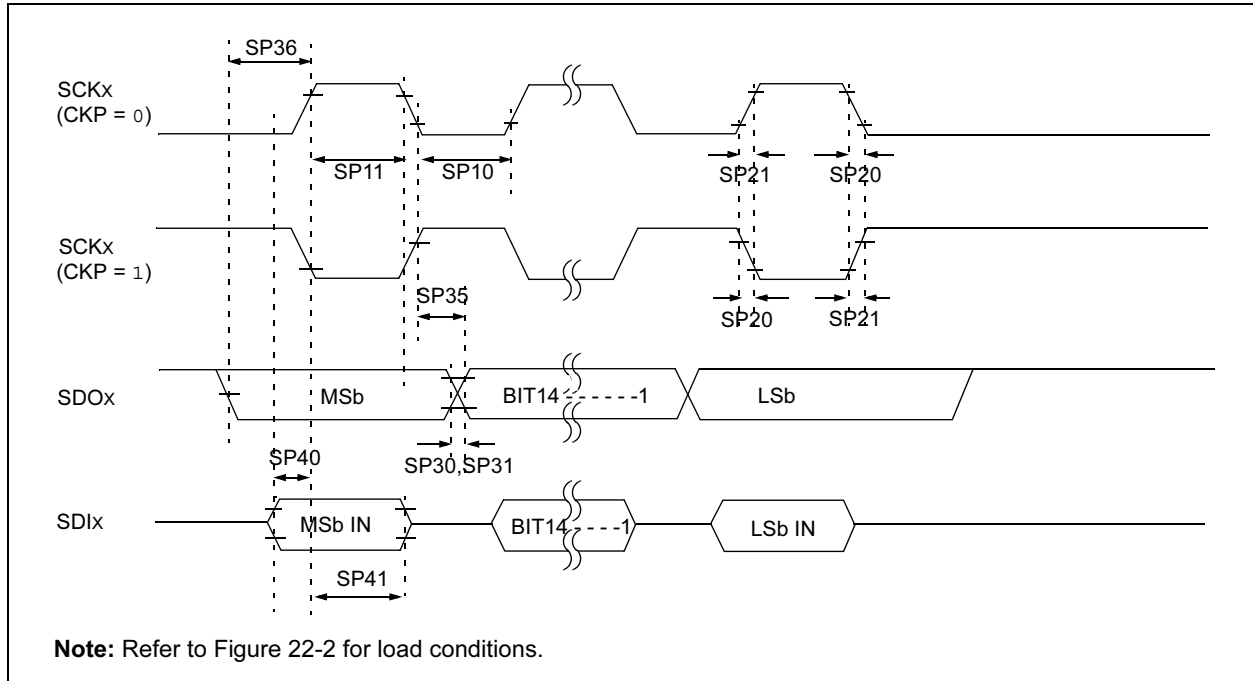 SP36
SCKx
(CKP = 0)
SP11
SP10
SP21
SP20
SCKx
(CKP = 1)
SP35
SP20
SP21
SDOx
MSb
BIT14 - - - - - -1
LSb
SP40
SP30,SP31
SDIx
MSb IN
BIT14 - - - -1
LSb IN
SP41
Note: Refer to Figure 22-2 for load conditions.